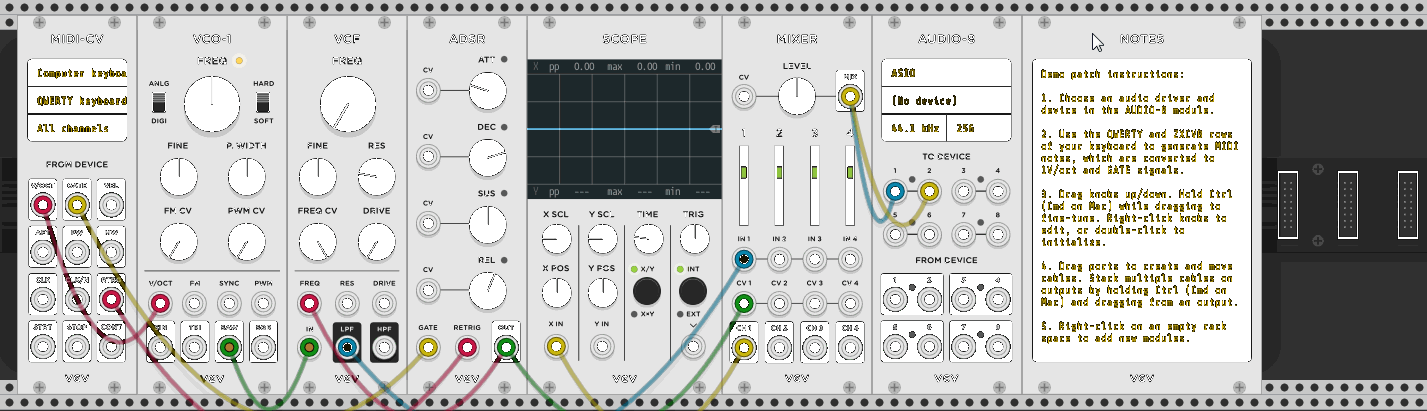 MIDI-CV
Computer keyboa
QWERTY keyboard
All channels
FROM DEVICE
V/OCT GATE VEL
AFT PW MW
CLK CLK/N RTRG
STRT STOP CONT
VCV
VCO-1
FREQ
ANLG
DIGI
HARD
SOFT
FINE P. WIDTH
FM CV PWM CV
V/OCT FM SYNC PWM
SIN TRI SAW SQR
VCV
VCF
FREQ
FINE RES
FREQ CV DRIVE
FREQ RES DRIVE
IN LPF HPF
VCV
ADSR
ATT
CV
DEC
CV
SUS
CV
REL
CV
GATE RETRIG OUT
VCV
SCOPE
X pp 0.00 max 0.00 min 0.00
Y pp --- max --- min ---
X SCL Y SCL TIME TRIG
X POS Y POS X/Y INT
X×Y EXT
X IN Y IN
VCV
MIXER
LEVEL
CV MIX
1 2 3 4
IN 1 IN 2 IN 3 IN 4
CV 1 CV 2 CV 3 CV 4
CH 1 CH 2 CH 3 CH 4
VCV
AUDIO-8
ASIO
(No device)
44.1 kHz 256
TO DEVICE
1 2 3 4
5 6 7 8
FROM DEVICE
1 2 3 4
5 6 7 8
VCV
NOTES
Demo patch instructions:
1. Choose an audio driver and
device in the AUDIO-8 module.
2. Use the QWERTY and ZXCVB rows
of your keyboard to generate MIDI
notes, which are converted to
1V/oct and GATE signals.
3. Drag knobs up/down. Hold Ctrl
(Cmd on Mac) while dragging to
fine-tune. Right-click knobs to
edit, or double-click to
initialize.
4. Drag ports to create and move
cables. Stack multiple cables on
outputs by holding Ctrl (Cmd on
Mac) and dragging from an output.
5. Right-click on an empty rack
space to add new modules.
VCV